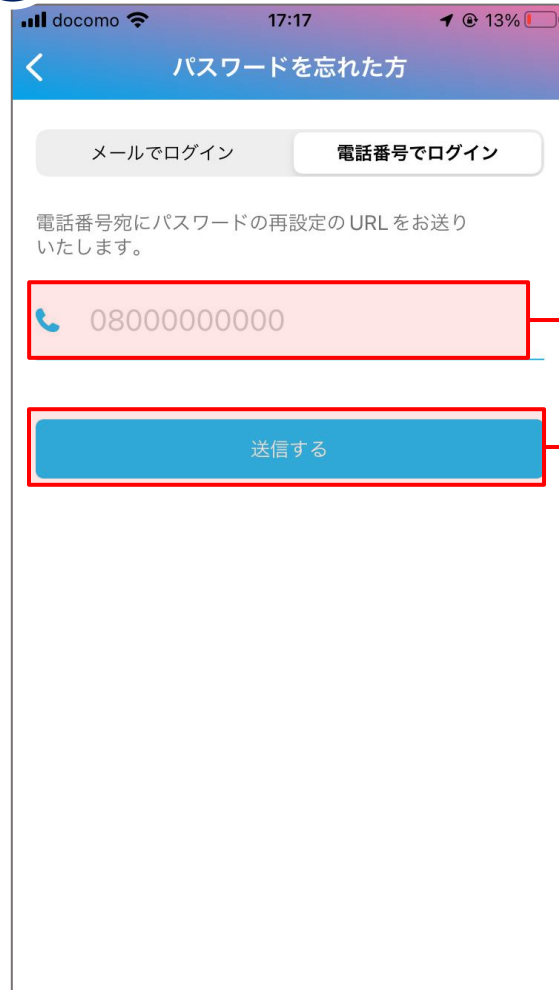 docomo 17:17 13%
パスワードを忘れた方
メールでログイン 電話番号でログイン
電話番号宛にパスワードの再設定のURLをお送り
いたします。
08000000000
送信する